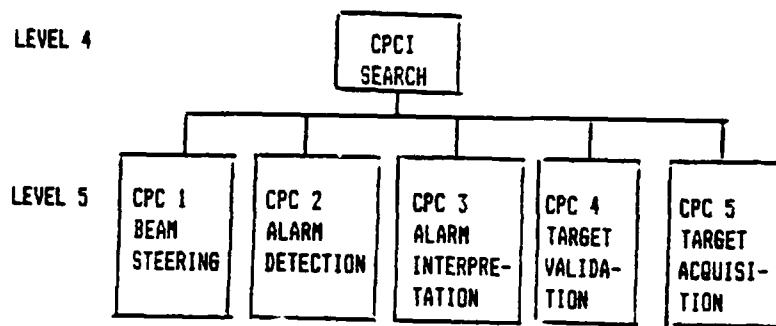 LEVEL 4
CPCI
SEARCH
LEVEL 5
CPC 1
BEAM
STEERING
CPC 2
ALARM
DETECTION
CPC 3
ALARM
INTERPRE-
TATION
CPC 4
TARGET
VALIDA-
TION
CPC 5
TARGET
ACQUISI-
TION